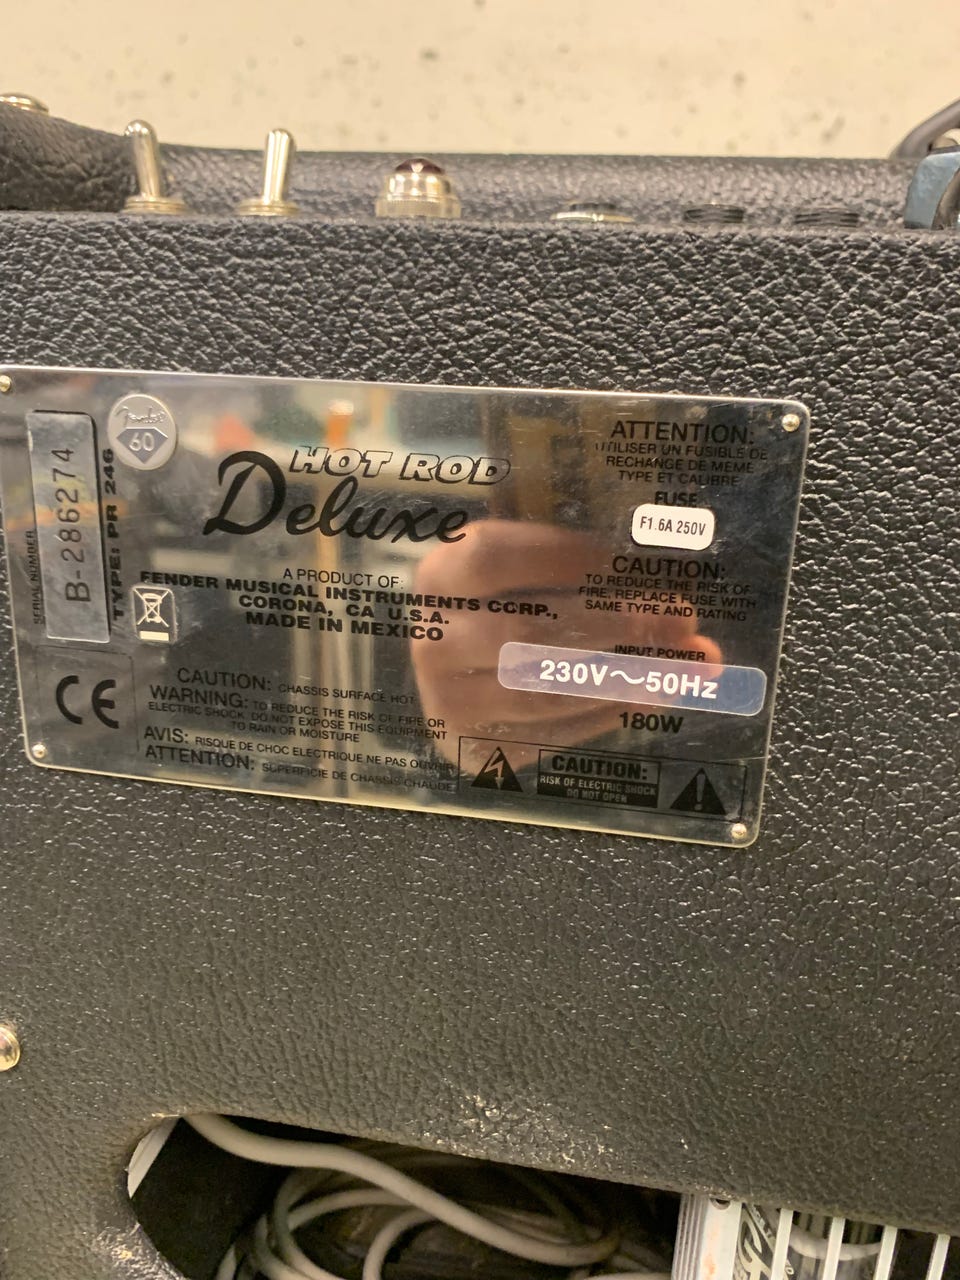 SERIAL NUMBER
B-286274
TYPE: PR 246
Fender
60
HOT ROD
Deluxe
A PRODUCT OF:
FENDER MUSICAL INSTRUMENTS CORP.,
CORONA, CA U.S.A.
MADE IN MEXICO
CE
CAUTION: CHASSIS SURFACE HOT
WARNING: TO REDUCE THE RISK OF FIRE OR
ELECTRIC SHOCK, DO NOT EXPOSE THIS EQUIPMENT
TO RAIN OR MOISTURE
AVIS: RISQUE DE CHOC ELECTRIQUE NE PAS OUVRIR
ATTENTION: SUPERFICIE DE CHASSIS CHAUDE
ATTENTION:
UTILISER UN FUSIBLE DE
RECHANGE DE MEME
TYPE ET CALIBRE
FUSE
F1.6A 250V
CAUTION:
TO REDUCE THE RISK OF
FIRE, REPLACE FUSE WITH
SAME TYPE AND RATING
INPUT POWER
230V～50Hz
180W
CAUTION:
RISK OF ELECTRIC SHOCK
DO NOT OPEN